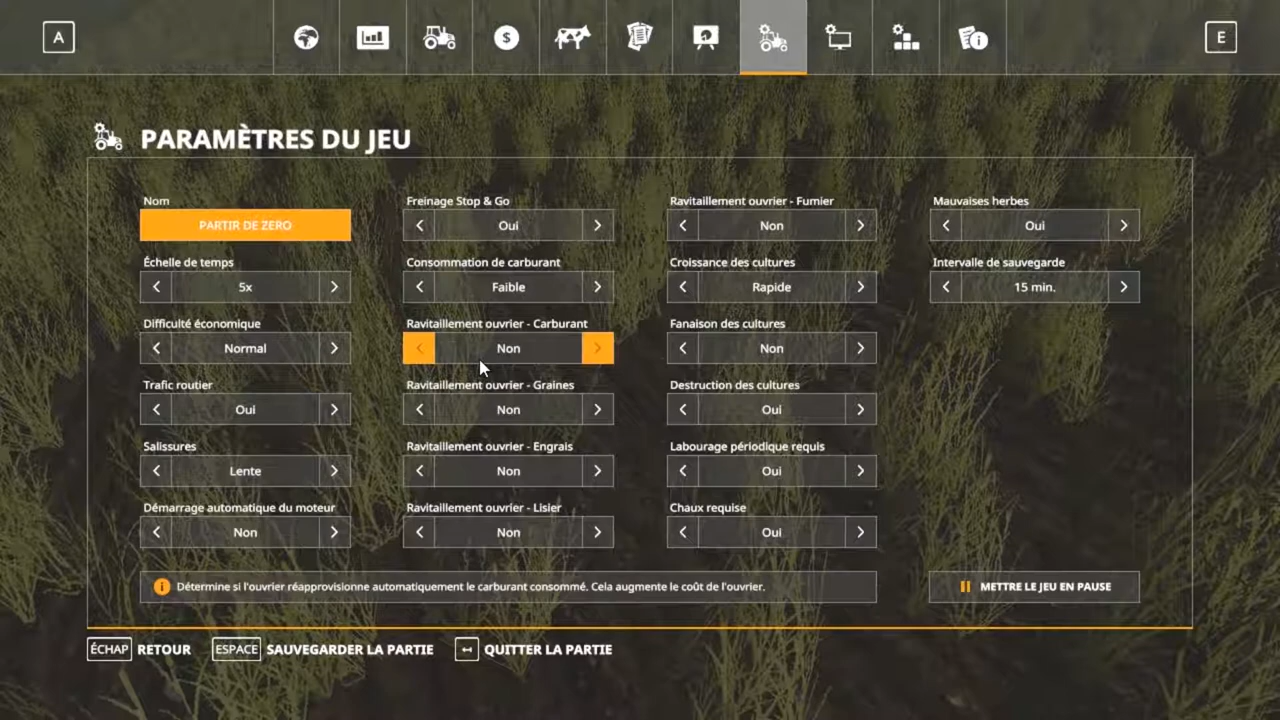 A
E
PARAMÈTRES DU JEU
Nom
PARTIR DE ZERO
Échelle de temps
5x
Difficulté économique
Normal
Trafic routier
Oui
Salissures
Lente
Démarrage automatique du moteur
Non
Freinage Stop & Go
Oui
Consommation de carburant
Faible
Ravitaillement ouvrier - Carburant
Non
Ravitaillement ouvrier - Graines
Non
Ravitaillement ouvrier - Engrais
Non
Ravitaillement ouvrier - Lisier
Non
Ravitaillement ouvrier - Fumier
Non
Croissance des cultures
Rapide
Fanaison des cultures
Non
Destruction des cultures
Oui
Labourage périodique requis
Oui
Chaux requise
Oui
Mauvaises herbes
Oui
Intervalle de sauvegarde
15 min.
Détermine si l'ouvrier réapprovisionne automatiquement le carburant consommé. Cela augmente le coût de l'ouvrier.
METTRE LE JEU EN PAUSE
ÉCHAP RETOUR
ESPACE SAUVEGARDER LA PARTIE
QUITTER LA PARTIE